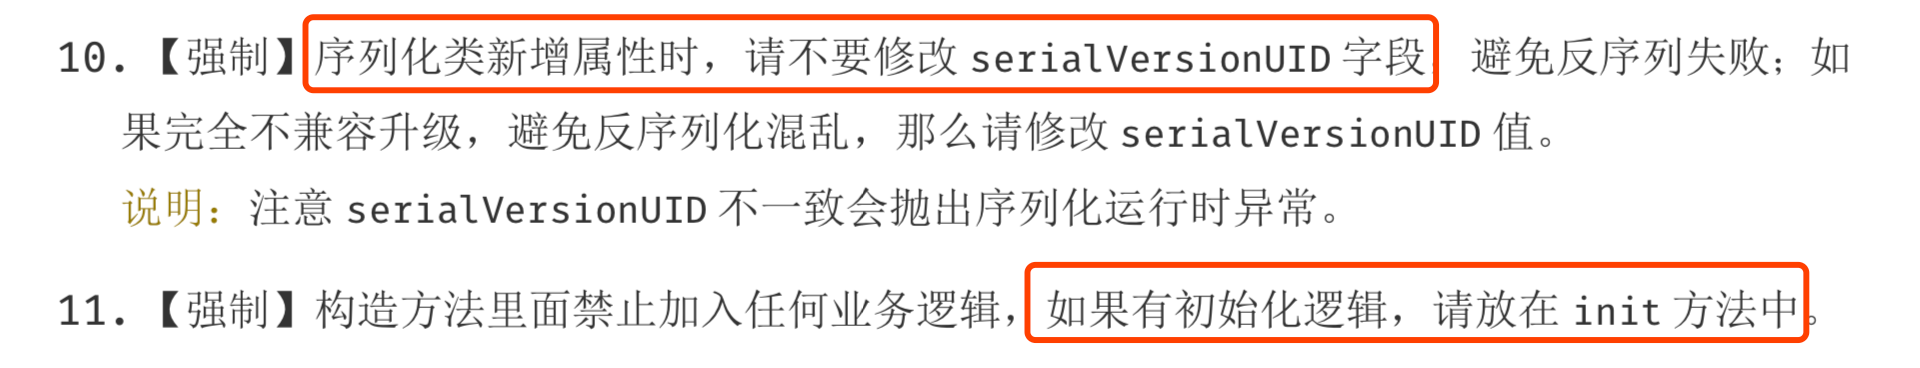 10.【强制】序列化类新增属性时，请不要修改 serialVersionUID 字段，避免反序列失败；如
果完全不兼容升级，避免反序列化混乱，那么请修改 serialVersionUID 值。
说明：注意 serialVersionUID 不一致会抛出序列化运行时异常。
11.【强制】构造方法里面禁止加入任何业务逻辑，如果有初始化逻辑，请放在 init 方法中。